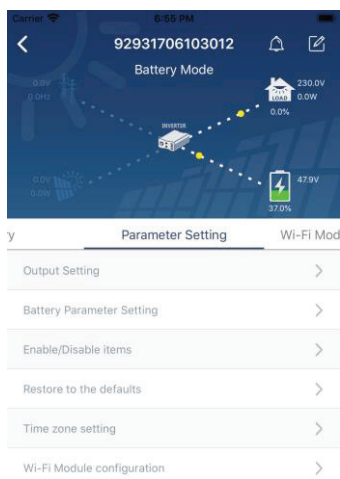 Carrier 6:55 PM
92931706103012
Battery Mode
0.0V
0.0Hz
230.0V
LOAD 0.0W
0.0%
INVERTER
0.0V
0.0W
47.9V
37.0%
y Parameter Setting Wi-Fi Mod
Output Setting
Battery Parameter Setting
Enable/Disable items
Restore to the defaults
Time zone setting
Wi-Fi Module configuration